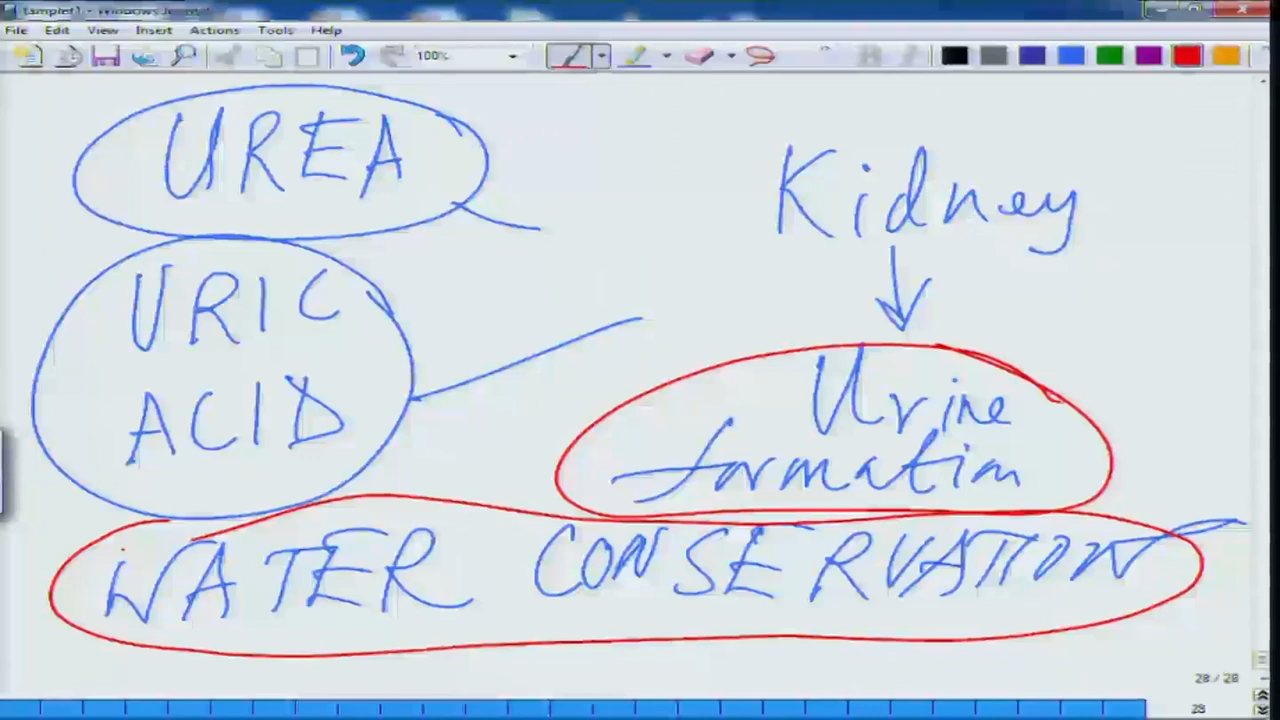 File Edit View Insert Actions Tools Help
100%
UREA
Kidney
URIC
ACID
Urine
formation
WATER CONSERVATION
28 / 28